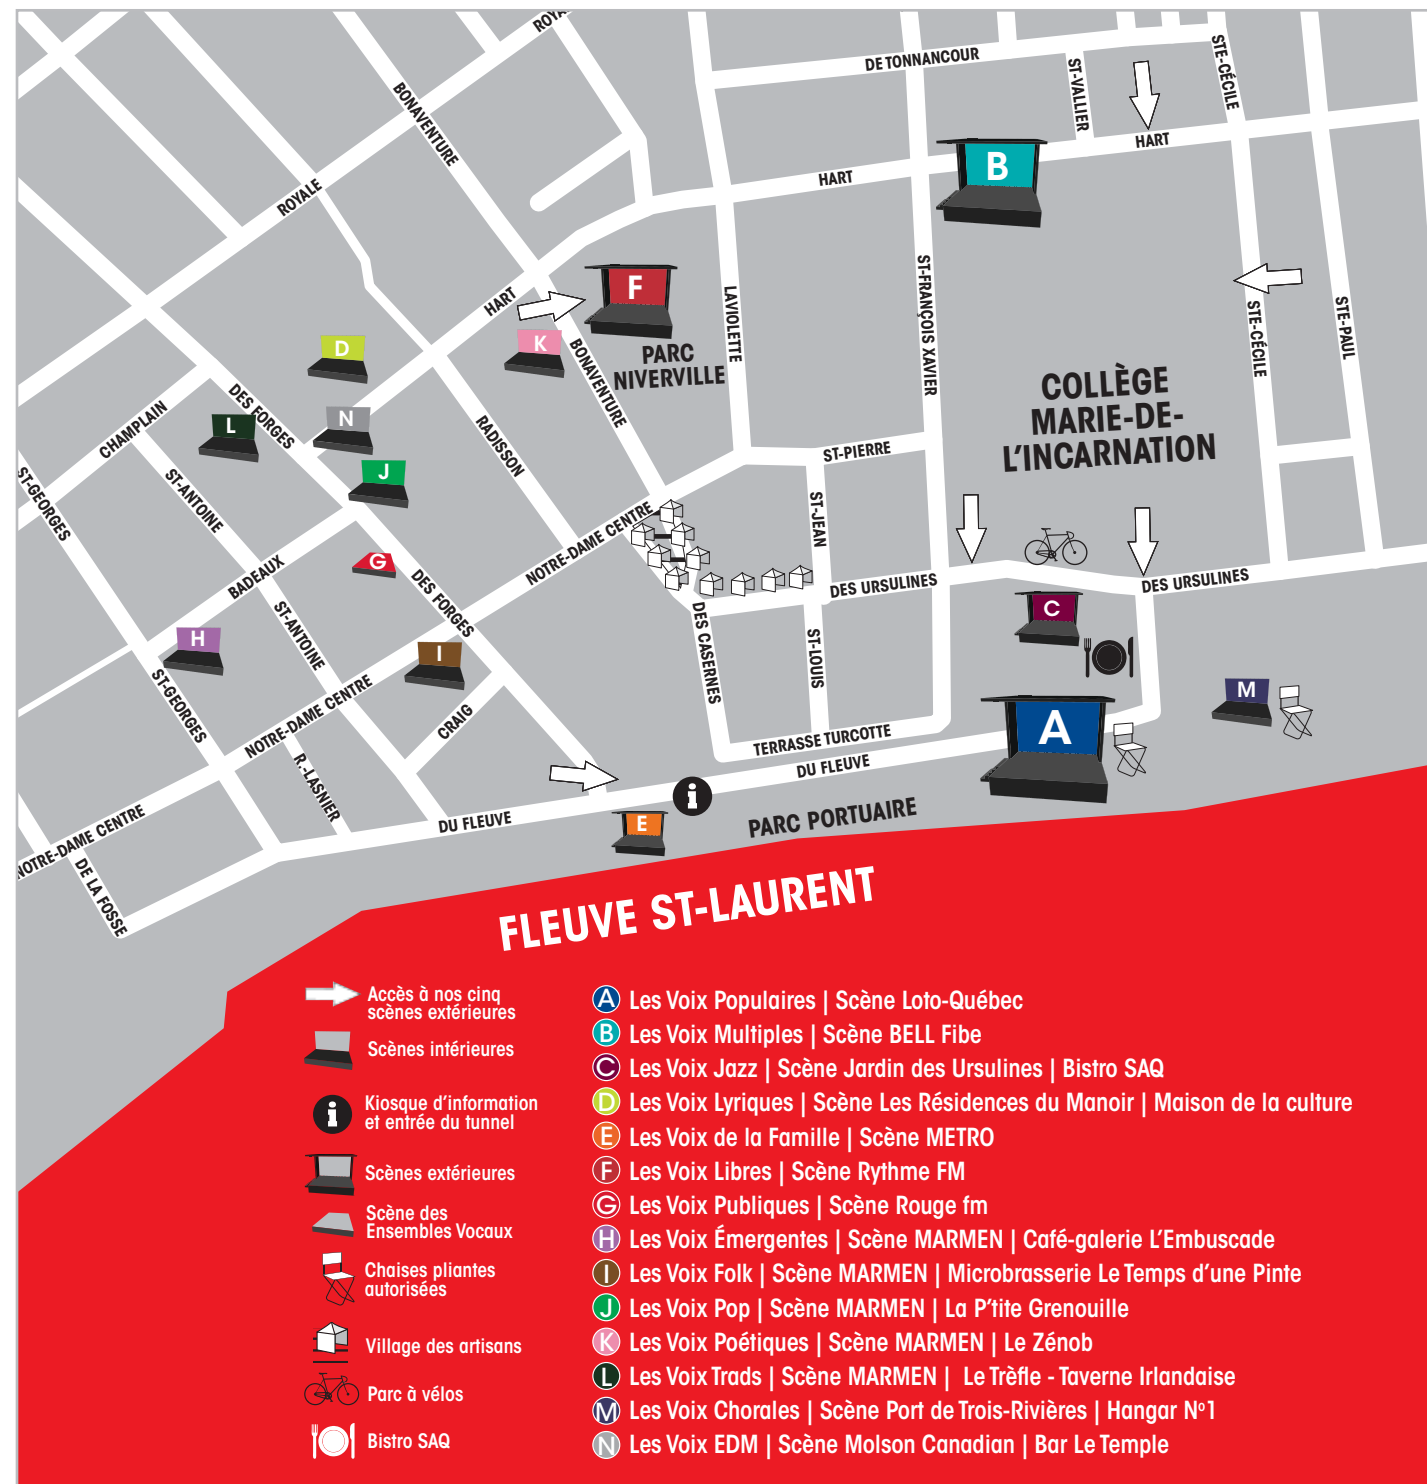 ROYA
DE TONNANCOUR
STE-CÉCILE
ST-VALLIER
BONAVENTURE
HART
B
HART
ROYALE
ST-FRANÇOIS XAVIER
F
HART
LAVIOLETTE
STE-CÉCILE
STE-PAUL
D
K
PARC
NIVERVILLE
BONAVENTURE
COLLÈGE
MARIE-DE-
L'INCARNATION
CHAMPLAIN
DES FORGES
L
N
RADISSON
ST-PIERRE
J
ST-GEORGES
ST-ANTOINE
ST-JEAN
NOTRE-DAME CENTRE
G
BADEAUX
DES FORGES
DES URSULINES
DES URSULINES
C
ST-ANTOINE
H
I
DES CASERNES
ST-LOUIS
ST-GEORGES
M
NOTRE-DAME CENTRE
CRAIG
A
TERRASSE TURCOTTE
R.-LASNIER
DU FLEUVE
i
PARC PORTUAIRE
DU FLEUVE
E
NOTRE-DAME CENTRE
DE LA FOSSE
FLEUVE ST-LAURENT
Accès à nos cinq
scènes extérieures
Scènes intérieures
i Kiosque d'information
et entrée du tunnel
Scènes extérieures
Scène des
Ensembles Vocaux
Chaises pliantes
autorisées
Village des artisans
Parc à vélos
Bistro SAQ
A Les Voix Populaires | Scène Loto-Québec
B Les Voix Multiples | Scène BELL Fibe
C Les Voix Jazz | Scène Jardin des Ursulines | Bistro SAQ
D Les Voix Lyriques | Scène Les Résidences du Manoir | Maison de la culture
E Les Voix de la Famille | Scène METRO
F Les Voix Libres | Scène Rythme FM
G Les Voix Publiques | Scène Rouge fm
H Les Voix Émergentes | Scène MARMEN | Café-galerie L'Embuscade
I Les Voix Folk | Scène MARMEN | Microbrasserie Le Temps d'une Pinte
J Les Voix Pop | Scène MARMEN | La P'tite Grenouille
K Les Voix Poétiques | Scène MARMEN | Le Zénob
L Les Voix Trads | Scène MARMEN | Le Trèfle - Taverne Irlandaise
M Les Voix Chorales | Scène Port de Trois-Rivières | Hangar Nº1
N Les Voix EDM | Scène Molson Canadian | Bar Le Temple